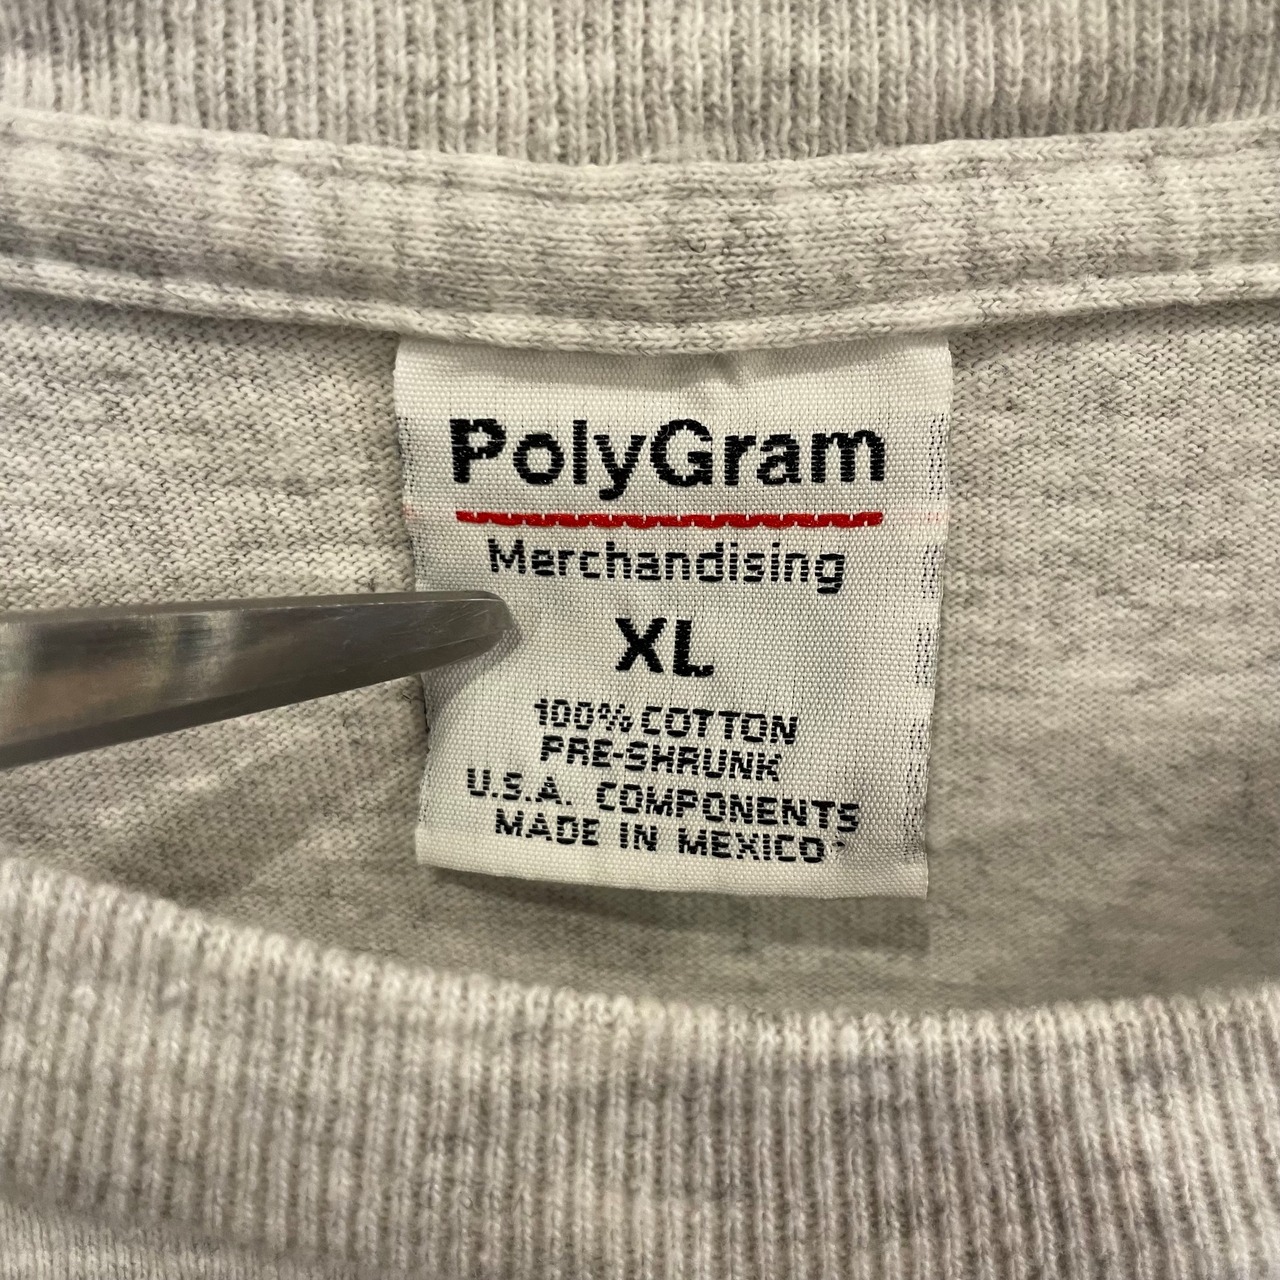 PolyGram
Merchandising
XL
100% COTTON
PRE-SHRUNK
U.S.A. COMPONENTS
MADE IN MEXICO